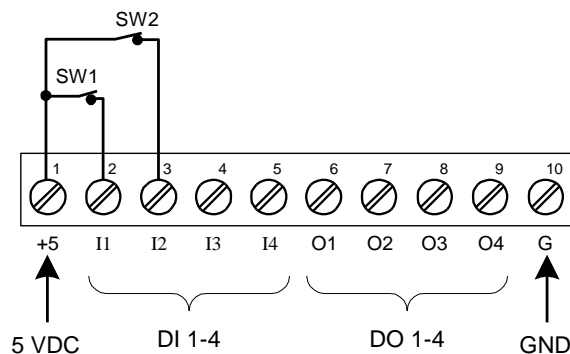 SW2
SW1
1 2 3 4 5 6 7 8 9 10
+5 I1 I2 I3 I4 O1 O2 O3 O4 G
5 VDC DI 1-4 DO 1-4 GND